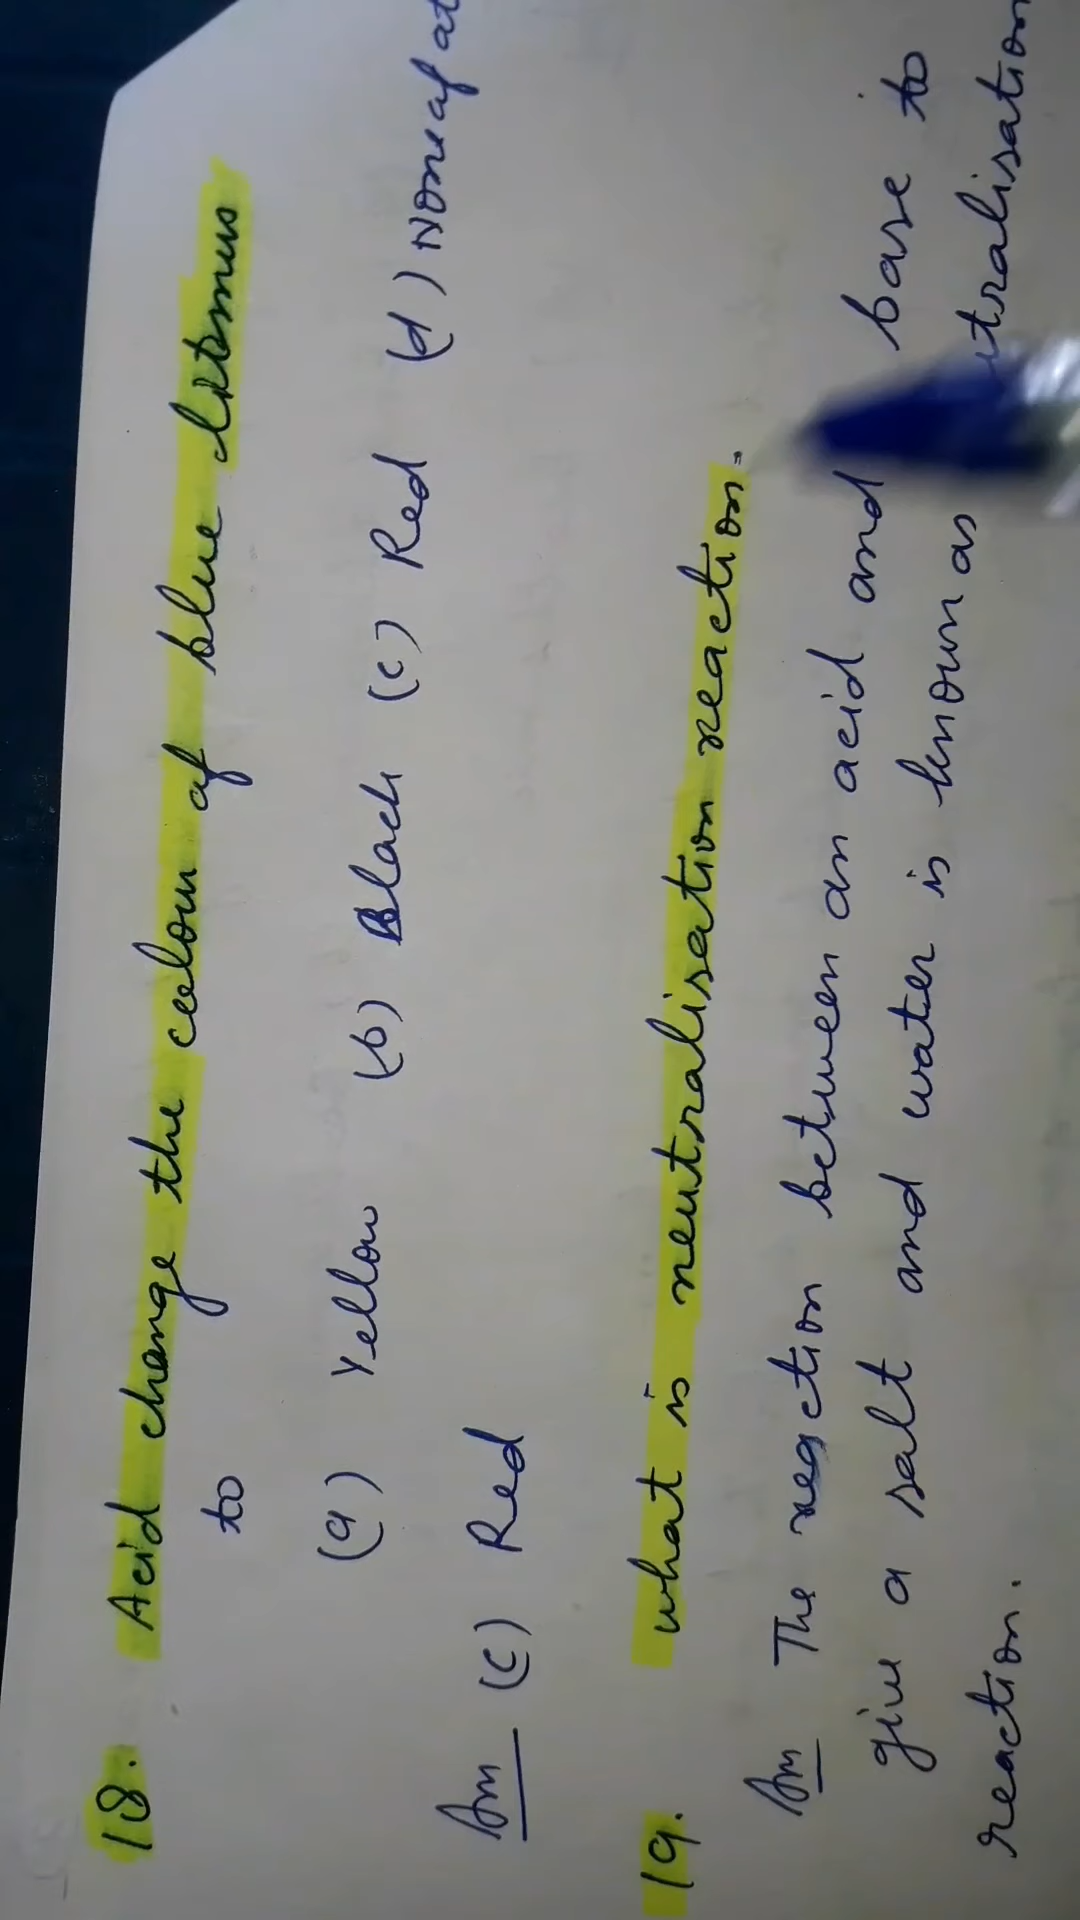 18. Acid change the colour of blue litmus
to
(a) Yellow (b) Black (c) Red (d) None of
Ans (c) Red
19. what is neutralisation reaction.
Ans The reaction between an acid and base to
give a salt and water is known as
reaction.